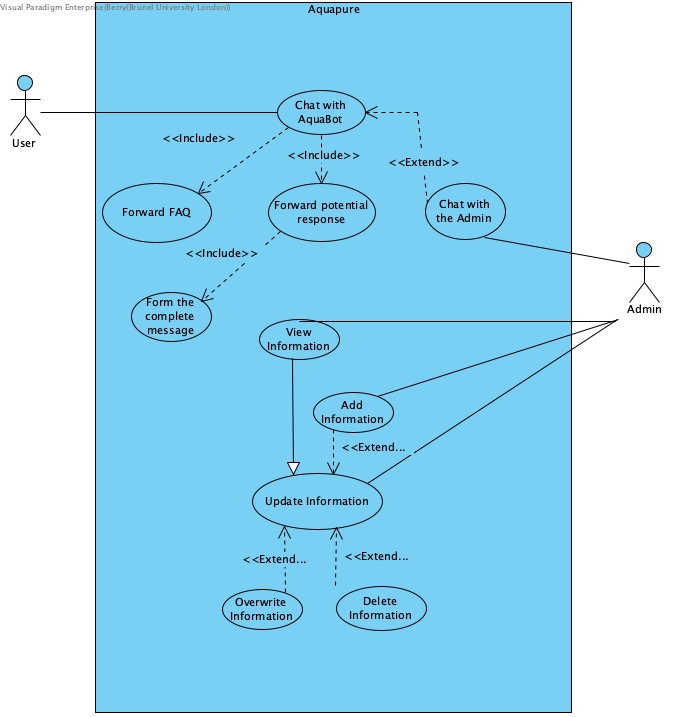 Visual Paradigm Enterprise(Berry(Brunel University London))
Aquapure
Chat with
AquaBot
User
<<Include>>
<<Include>>
<<Extend>>
Forward FAQ
Forward potential
response
Chat with
the Admin
<<Include>>
Form the
complete
message
Admin
View
Information
Add
Information
<<Extend...
Update Information
<<Extend...
<<Extend...
Overwrite
Information
Delete
Information